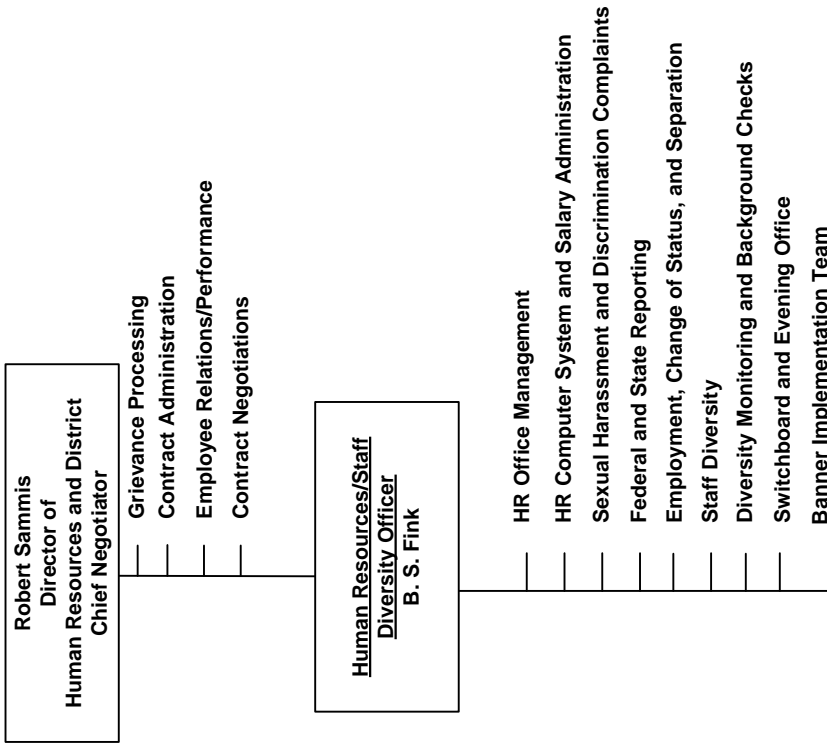 Robert Sammis
Director of
Human Resources and District
Chief Negotiator
Grievance Processing
Contract Administration
Employee Relations/Performance
Contract Negotiations
Human Resources/Staff
Diversity Officer
B. S. Fink
HR Office Management
HR Computer System and Salary Administration
Sexual Harassment and Discrimination Complaints
Federal and State Reporting
Employment, Change of Status, and Separation
Staff Diversity
Diversity Monitoring and Background Checks
Switchboard and Evening Office
Banner Implementation Team